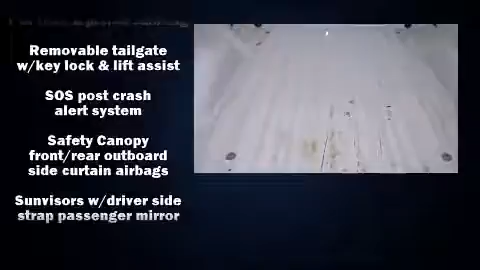 Removable tailgate
w/key lock & lift assist
SOS post crash
alert system
Safety Canopy
front/rear outboard
side curtain airbags
Sunvisors w/driver side
strap passenger mirror